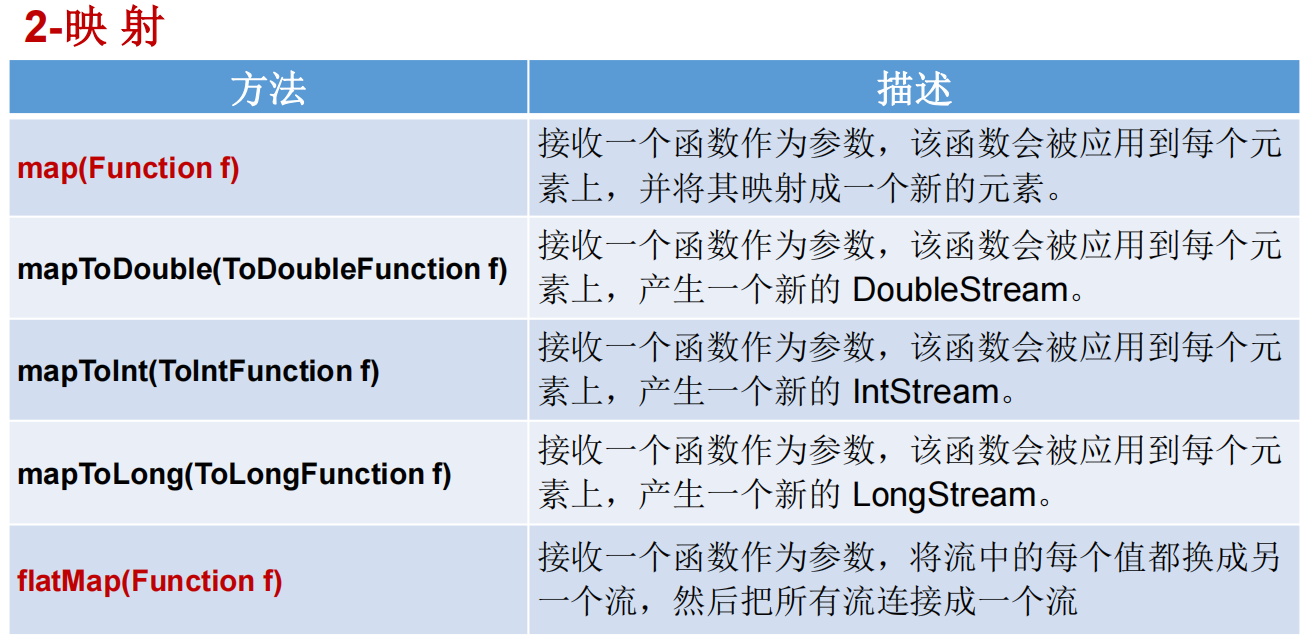 2-映 射
方法
描述
map(Function f)
接收一个函数作为参数，该函数会被应用到每个元
素上，并将其映射成一个新的元素。
mapToDouble(ToDoubleFunction f)
接收一个函数作为参数，该函数会被应用到每个元
素上，产生一个新的 DoubleStream。
mapToInt(ToIntFunction f)
接收一个函数作为参数，该函数会被应用到每个元
素上，产生一个新的 IntStream。
mapToLong(ToLongFunction f)
接收一个函数作为参数，该函数会被应用到每个元
素上，产生一个新的 LongStream。
flatMap(Function f)
接收一个函数作为参数，将流中的每个值都换成另
一个流，然后把所有流连接成一个流